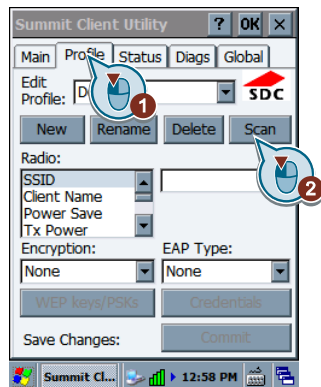 Summit Client Utility ? OK ×
Main Profile Status Diags Global
Edit
Profile:
SDC
1
New Rename Delete Scan
Radio:
SSID
Client Name
Power Save
Tx Power
2
Encryption: EAP Type:
None None
WEP keys/PSKs Credentials
Save Changes: Commit
Summit Cl... 12:58 PM